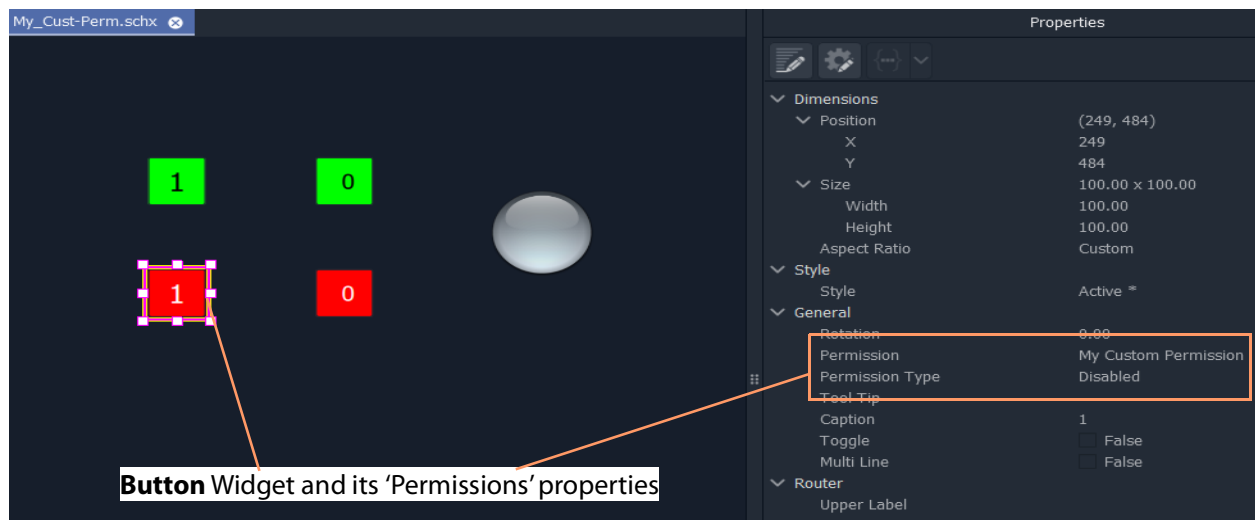 My_Cust-Perm.schx
Properties
Dimensions
Position (249, 484)
X 249
Y 484
Size 100.00 x 100.00
Width 100.00
Height 100.00
Aspect Ratio Custom
Style
Style Active *
General
Rotation 0.00
Permission My Custom Permission
Permission Type Disabled
Tool Tip
Caption 1
Toggle False
Multi Line False
Router
Upper Label
1 0
1 0
Button Widget and its ‘Permissions’ properties